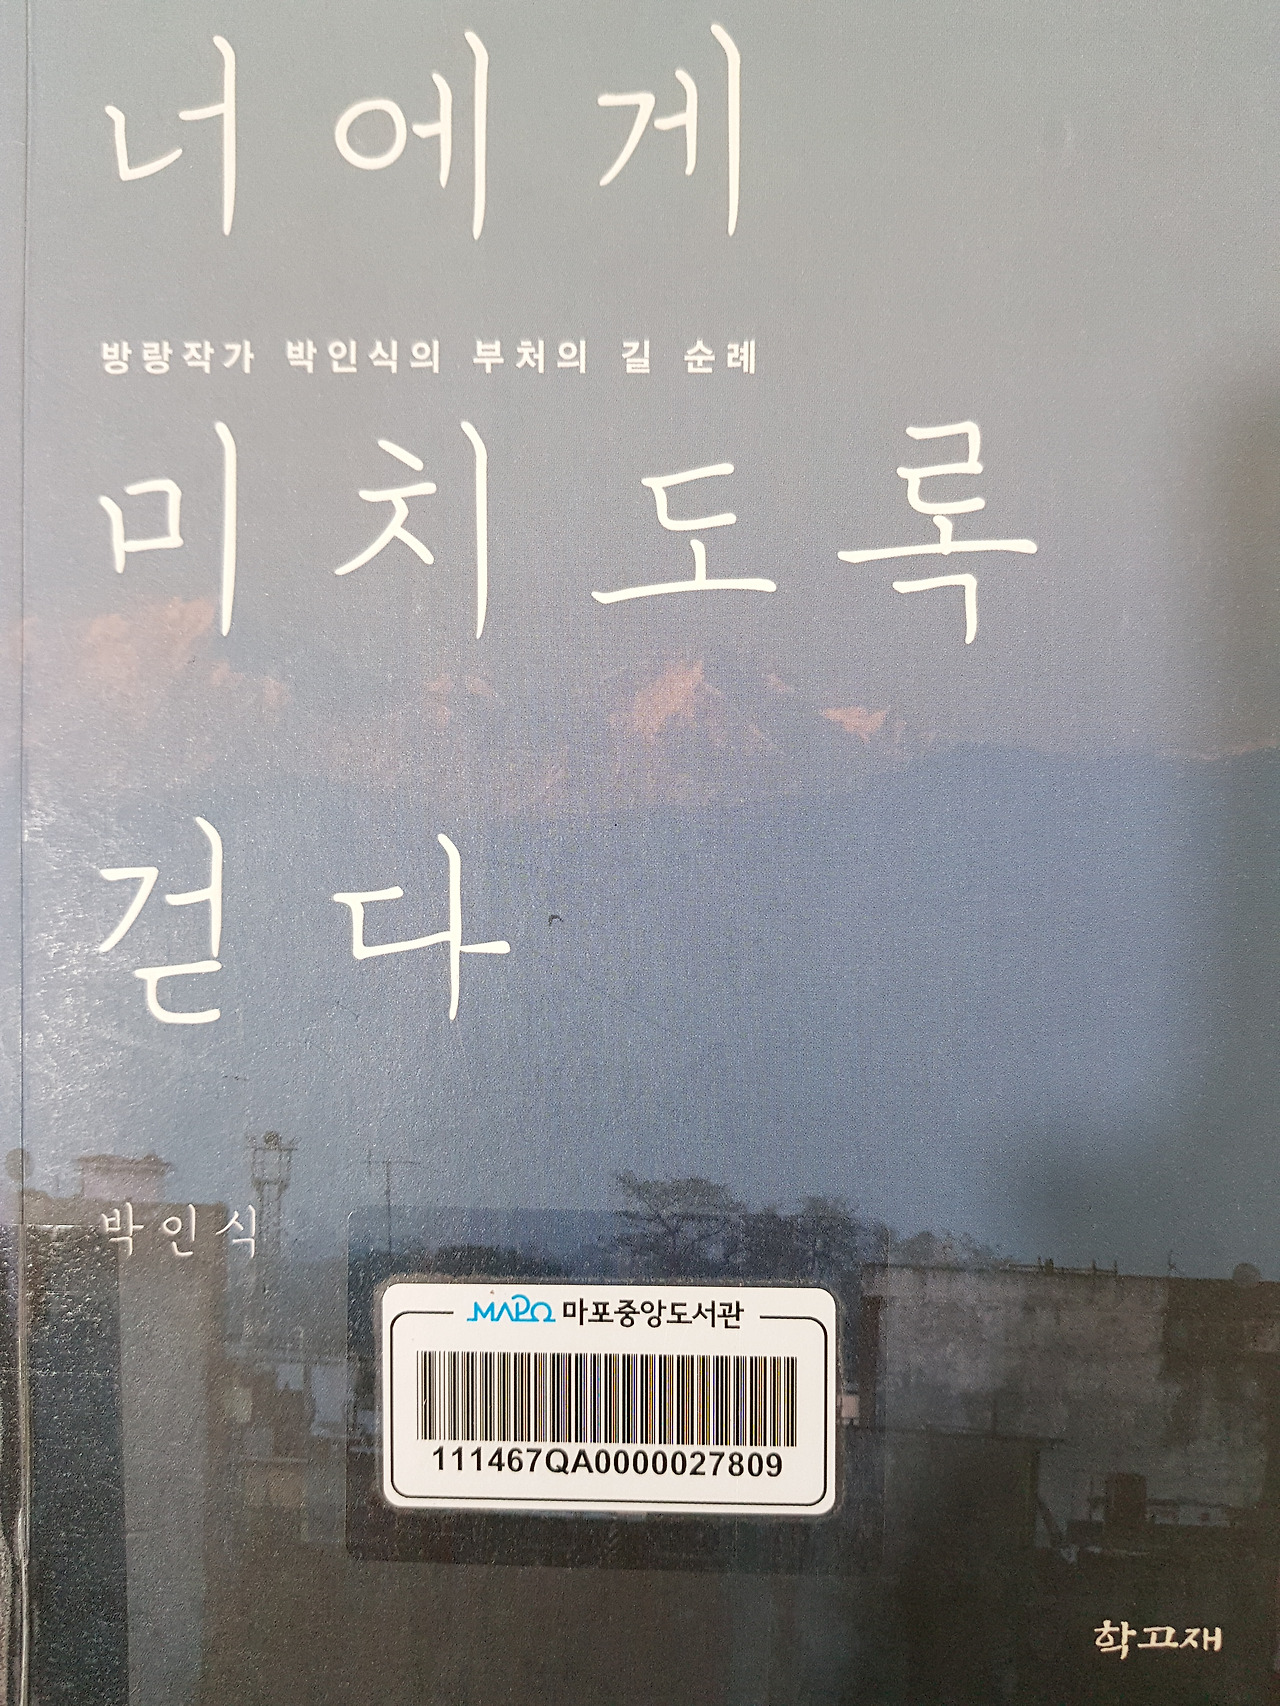 너에게
방랑작가 박인식의 부처의 길 순례
미치도록
걷다
박인식
MAPO 마포중앙도서관
111467QA0000027809
학고재